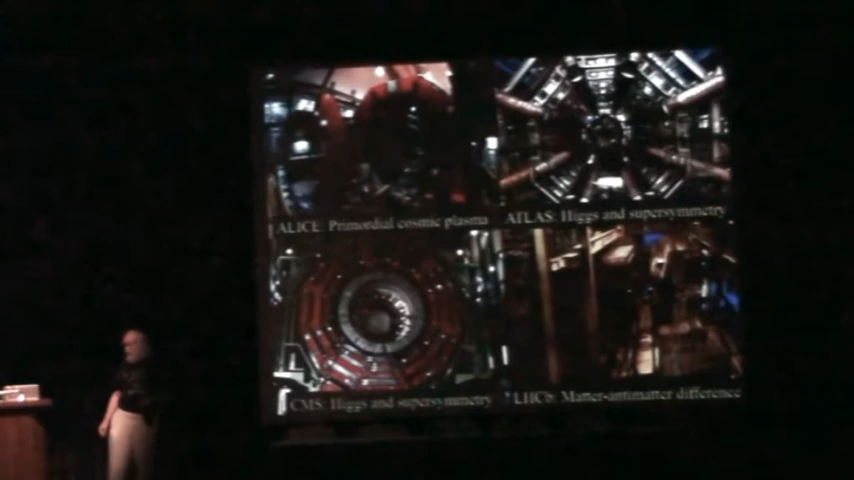 ALICE: Primordial cosmic plasma
ATLAS: Higgs and supersymmetry
CMS: Higgs and supersymmetry
LHCb: Matter-antimatter difference